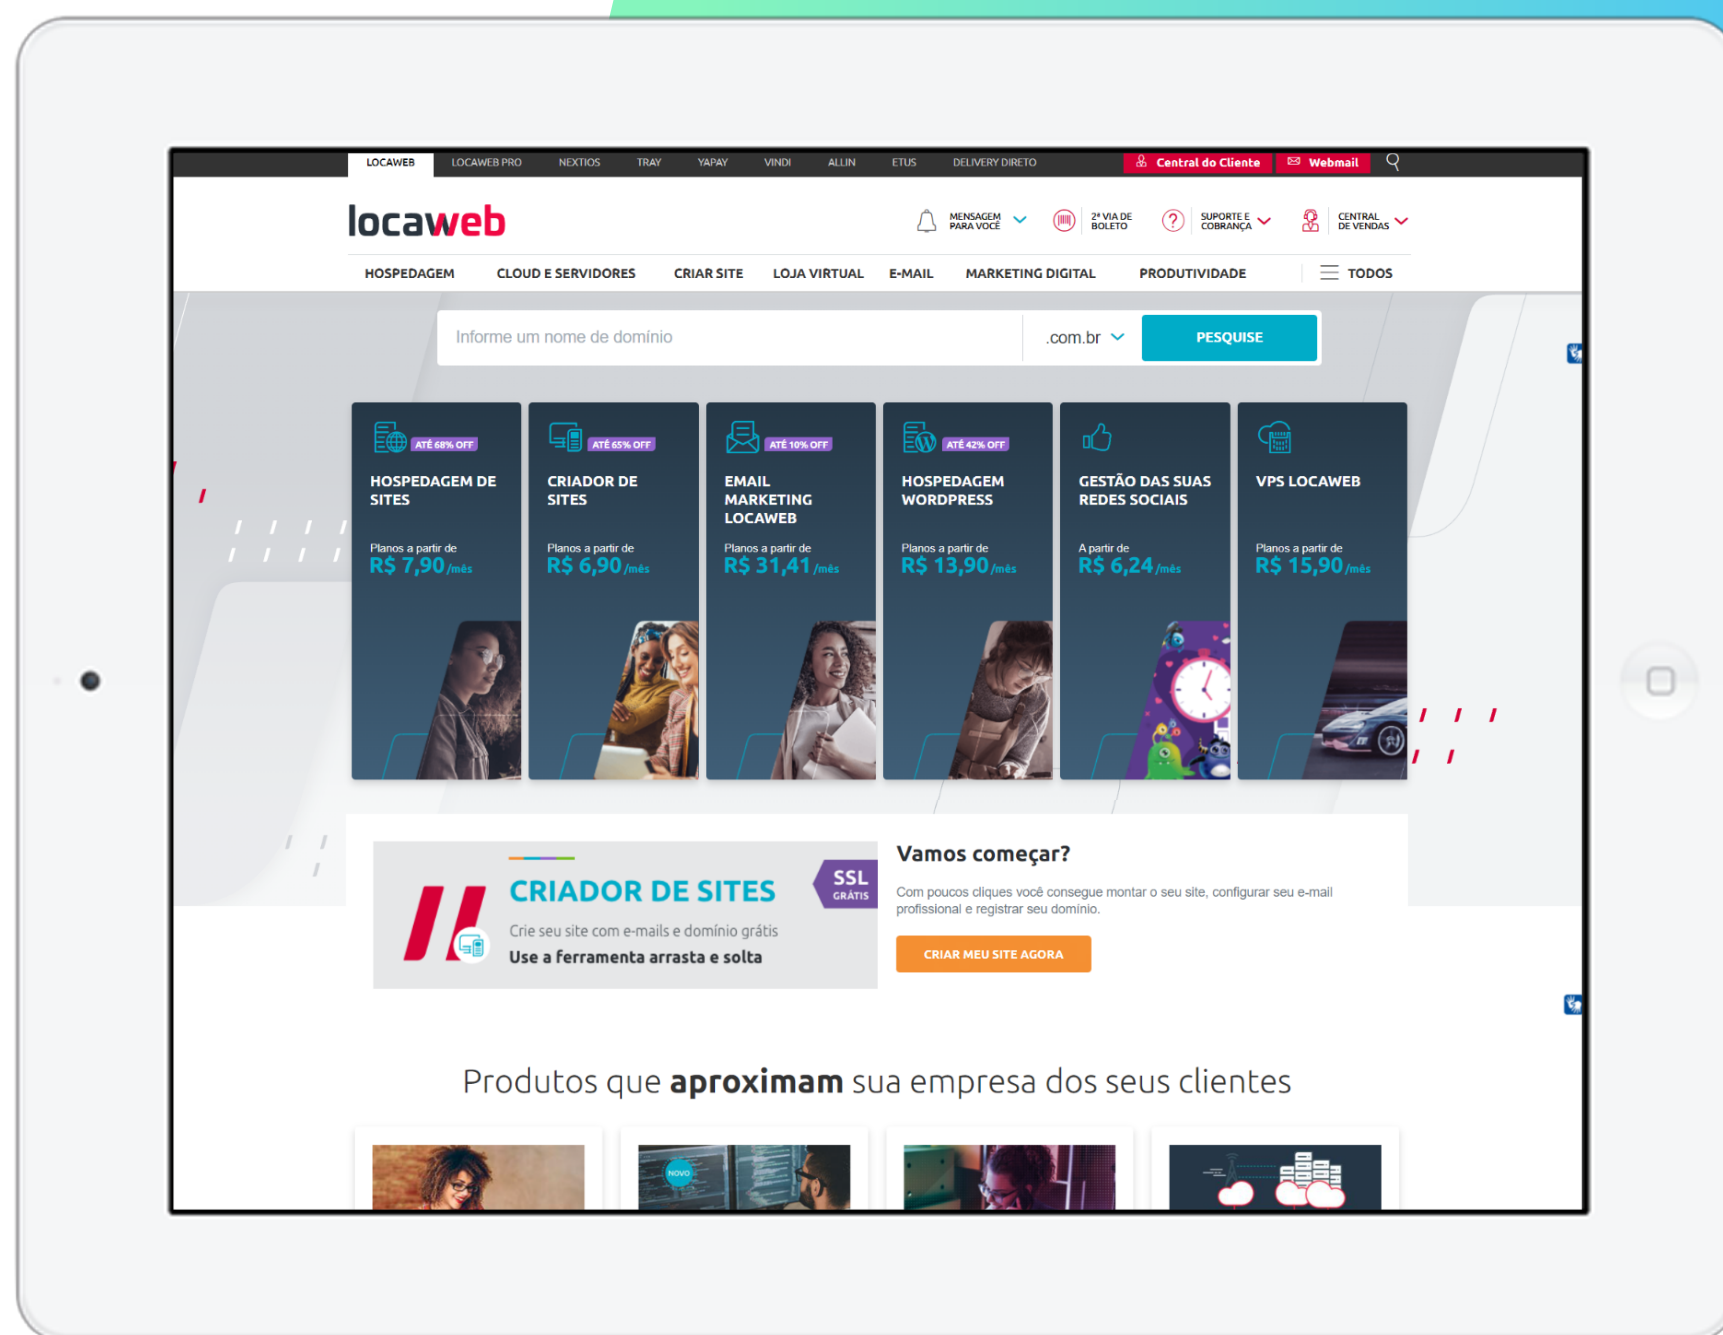 LOCAWEB LOCAWEB PRO NEXTIOS TRAY YAPAY VINDI ALLIN ETUS DELIVERY DIRETO Central do Cliente Webmail
locaweb
MENSAGEM
PARA VOCÊ
2ª VIA DE
BOLETO
SUPORTE E
COBRANÇA
CENTRAL
DE VENDAS
HOSPEDAGEM CLOUD E SERVIDORES CRIAR SITE LOJA VIRTUAL E-MAIL MARKETING DIGITAL PRODUTIVIDADE TODOS
Informe um nome de domínio .com.br PESQUISE
ATÉ 68% OFF
HOSPEDAGEM DE
SITES
Planos a partir de
R$ 7,90/mês
ATÉ 65% OFF
CRIADOR DE
SITES
Planos a partir de
R$ 6,90/mês
ATÉ 10% OFF
EMAIL
MARKETING
LOCAWEB
Planos a partir de
R$ 31,41/mês
ATÉ 42% OFF
HOSPEDAGEM
WORDPRESS
Planos a partir de
R$ 13,90/mês
GESTÃO DAS SUAS
REDES SOCIAIS
A partir de
R$ 6,24/mês
VPS LOCAWEB
Planos a partir de
R$ 15,90/mês
CRIADOR DE SITES
SSL
GRÁTIS
Crie seu site com e-mails e domínio grátis
Use a ferramenta arrasta e solta
Vamos começar?
Com poucos cliques você consegue montar o seu site, configurar seu e-mail
profissional e registrar seu domínio.
CRIAR MEU SITE AGORA
Produtos que aproximam sua empresa dos seus clientes
NOVO